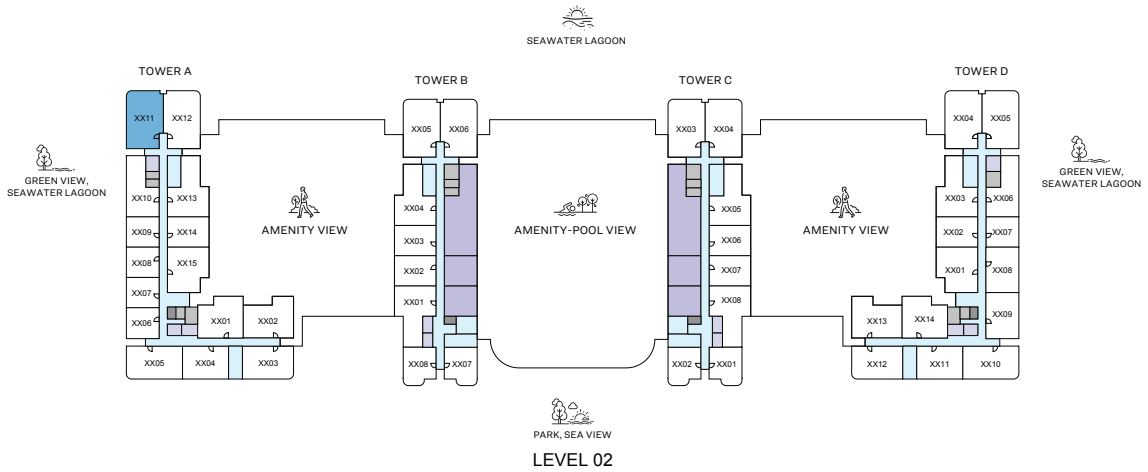 SEAWATER LAGOON
TOWER A
TOWER B
TOWER C
TOWER D
XX11
XX12
XX05
XX06
XX03
XX04
XX04
XX05
GREEN VIEW,
SEAWATER LAGOON
GREEN VIEW,
SEAWATER LAGOON
XX10
XX13
XX09
XX14
XX08
XX15
XX07
XX06
XX01
XX02
XX05
XX04
XX03
AMENITY VIEW
XX04
XX03
XX02
XX01
XX08
XX07
AMENITY-POOL VIEW
XX05
XX06
XX07
XX08
XX02
XX01
AMENITY VIEW
XX03
XX06
XX02
XX07
XX01
XX08
XX09
XX13
XX14
XX12
XX11
XX10
PARK, SEA VIEW
LEVEL 02